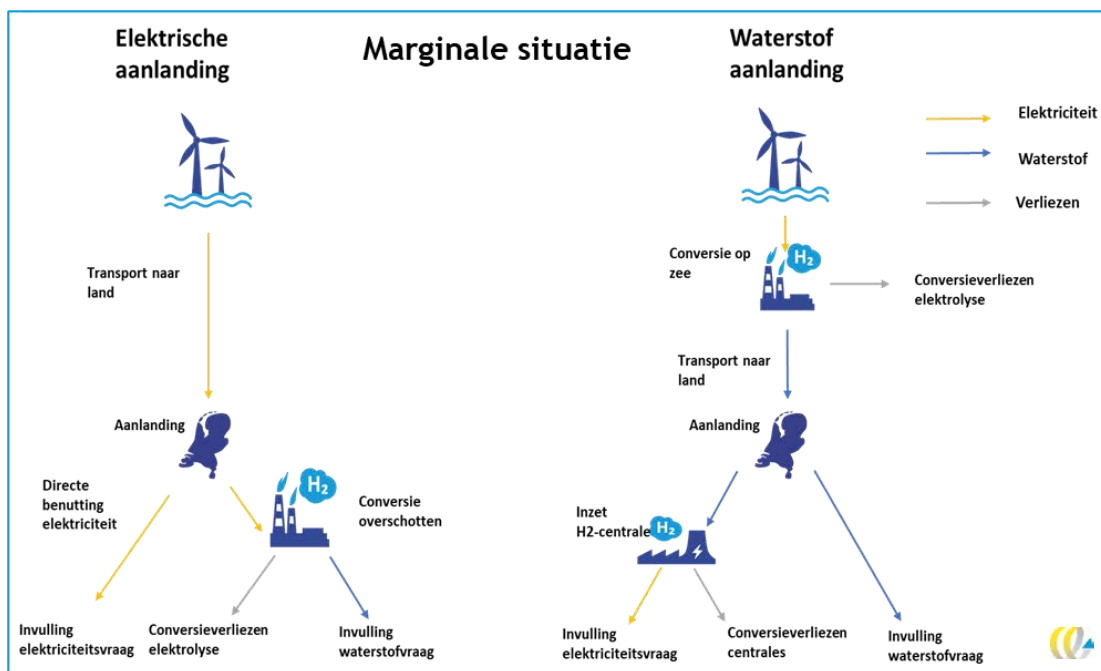 Marginale situatie
Elektrische
aanlanding
Transport naar
land
Aanlanding
Directe
benutting
elektriciteit
H₂
Conversie
overschotten
Invulling
elektriciteitsvraag
Conversieverliezen
elektrolyse
Invulling
waterstofvraag
Waterstof
aanlanding
Conversie op
zee
H₂
Conversieverliezen
elektrolyse
Transport naar
land
Aanlanding
Inzet
H2-centrale
H₂
Invulling
elektriciteitsvraag
Conversieverliezen
centrales
Invulling
waterstofvraag
Elektriciteit
Waterstof
Verliezen